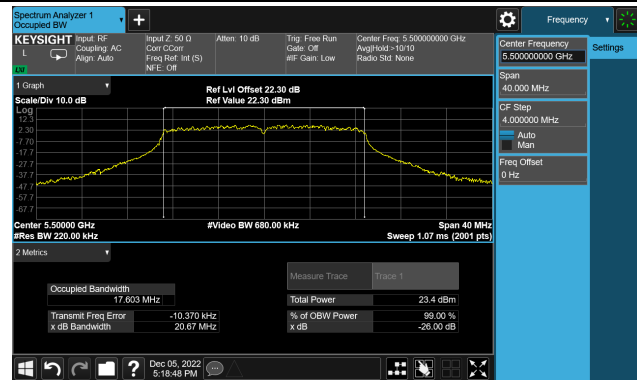 Spectrum Analyzer 1
Occupied BW
Frequency
KEYSIGHT
L
Input: RF
Coupling: AC
Align: Auto
Input Z: 50 Ω
Corr CCorr
Freq Ref: Int (S)
NFE: Off
Atten: 10 dB
Trig: Free Run
Gate: Off
#IF Gain: Low
Center Freq: 5.500000000 GHz
Avg|Hold:>10/10
Radio Std: None
Center Frequency
5.500000000 GHz
Settings
Span
40.000 MHz
CF Step
4.000000 MHz
Auto
Man
Freq Offset
0 Hz
1 Graph
Scale/Div 10.0 dB
Ref Lvl Offset 22.30 dB
Ref Value 22.30 dBm
Log
12.3
2.30
-7.70
-17.7
-27.7
-37.7
-47.7
-57.7
-67.7
Center 5.50000 GHz
#Video BW 680.00 kHz
Span 40 MHz
#Res BW 220.00 kHz
Sweep 1.07 ms (2001 pts)
2 Metrics
Measure Trace
Trace 1
Occupied Bandwidth
17.603 MHz
Total Power
23.4 dBm
Transmit Freq Error
-10.370 kHz
% of OBW Power
99.00 %
x dB Bandwidth
20.67 MHz
x dB
-26.00 dB
?
Dec 05, 2022
5:18:48 PM